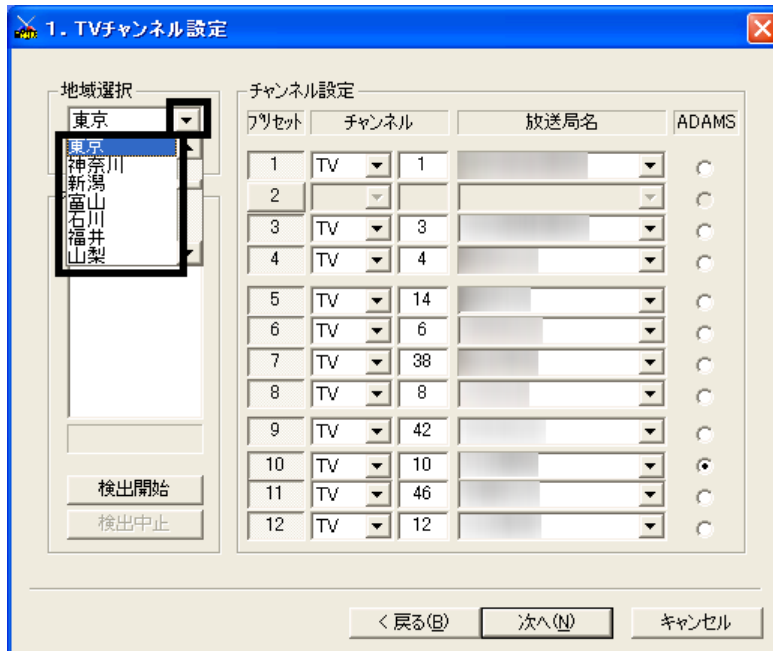 1. TVチャンネル設定
地域選択
東京
東京
神奈川
新潟
富山
石川
福井
山梨
検出開始
検出中止
チャンネル設定
プリセット チャンネル 放送局名 ADAMS
1 TV 1
2
3 TV 3
4 TV 4
5 TV 14
6 TV 6
7 TV 38
8 TV 8
9 TV 42
10 TV 10
11 TV 46
12 TV 12
< 戻る(B) 次へ(N) キャンセル